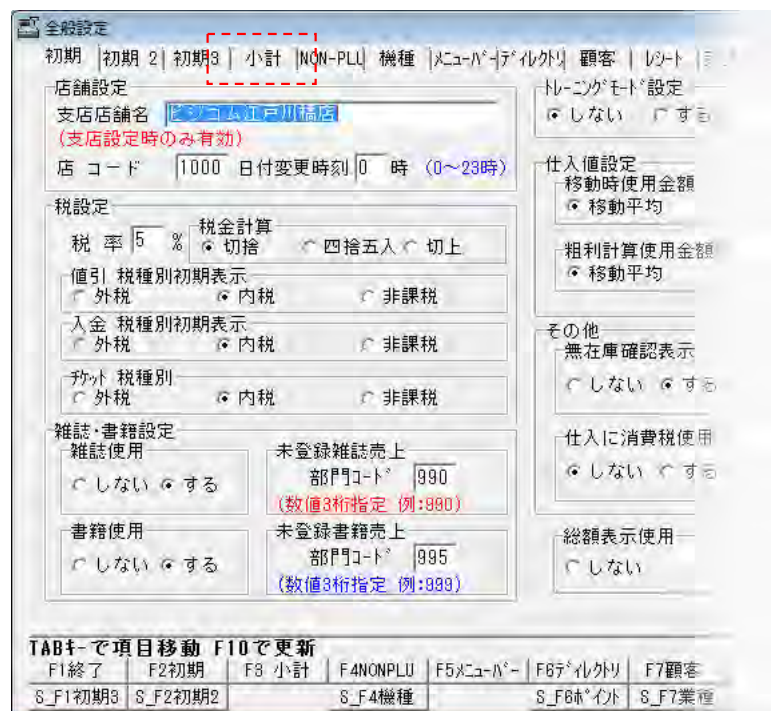 全般設定
初期 初期 2 初期3 小計 NON-PLU 機種 ﾒﾆｭｰﾊﾞｰ ﾃﾞｨﾚｸﾄﾘ 顧客 ﾚｼｰﾄ
店舗設定
支店店舗名 ビジコム江戸川橋店
(支店設定時のみ有効)
店 コード 1000 日付変更時刻 0 時 (0～23時)
税設定
税 率 5 %
税金計算
切捨 四捨五入 切上
値引 税種別初期表示
外税 内税 非課税
入金 税種別初期表示
外税 内税 非課税
ﾁｹｯﾄ 税種別
外税 内税 非課税
雑誌・書籍設定
雑誌使用
しない する
未登録雑誌売上
部門ｺｰﾄﾞ 990
(数値3桁指定 例:990)
書籍使用
しない する
未登録書籍売上
部門ｺｰﾄﾞ 995
(数値3桁指定 例:999)
ﾄﾚｰﾆﾝｸﾞﾓｰﾄﾞ設定
しない する
仕入値設定
移動時使用金額
移動平均
粗利計算使用金額
移動平均
その他
無在庫確認表示
しない する
仕入に消費税使用
しない する
総額表示使用
しない
TABｷｰで項目移動 F10で更新
F1終了 F2初期 F3 小計 F4NONPLU F5ﾒﾆｭｰﾊﾞｰ F6ﾃﾞｨﾚｸﾄﾘ F7顧客
S_F1初期3 S_F2初期2 S_F4機種 S_F6ﾎﾟｲﾝﾄ S_F7業種